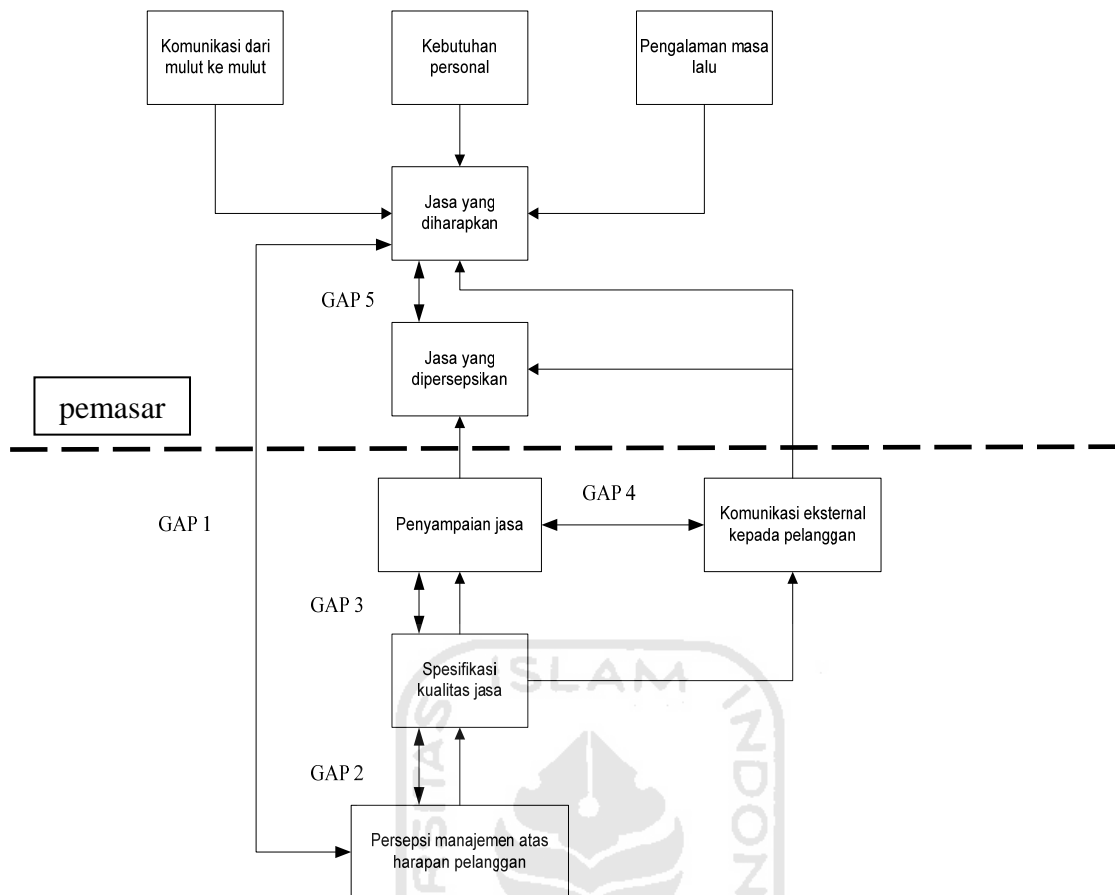 Komunikasi dari
mulut ke mulut
Kebutuhan
personal
Pengalaman masa
lalu
Jasa yang
diharapkan
GAP 5
Jasa yang
dipersepsikan
pemasar
GAP 1
Penyampaian jasa
GAP 4
Komunikasi eksternal
kepada pelanggan
GAP 3
Spesifikasi
kualitas jasa
GAP 2
Persepsi manajemen atas
harapan pelanggan
ISLAM